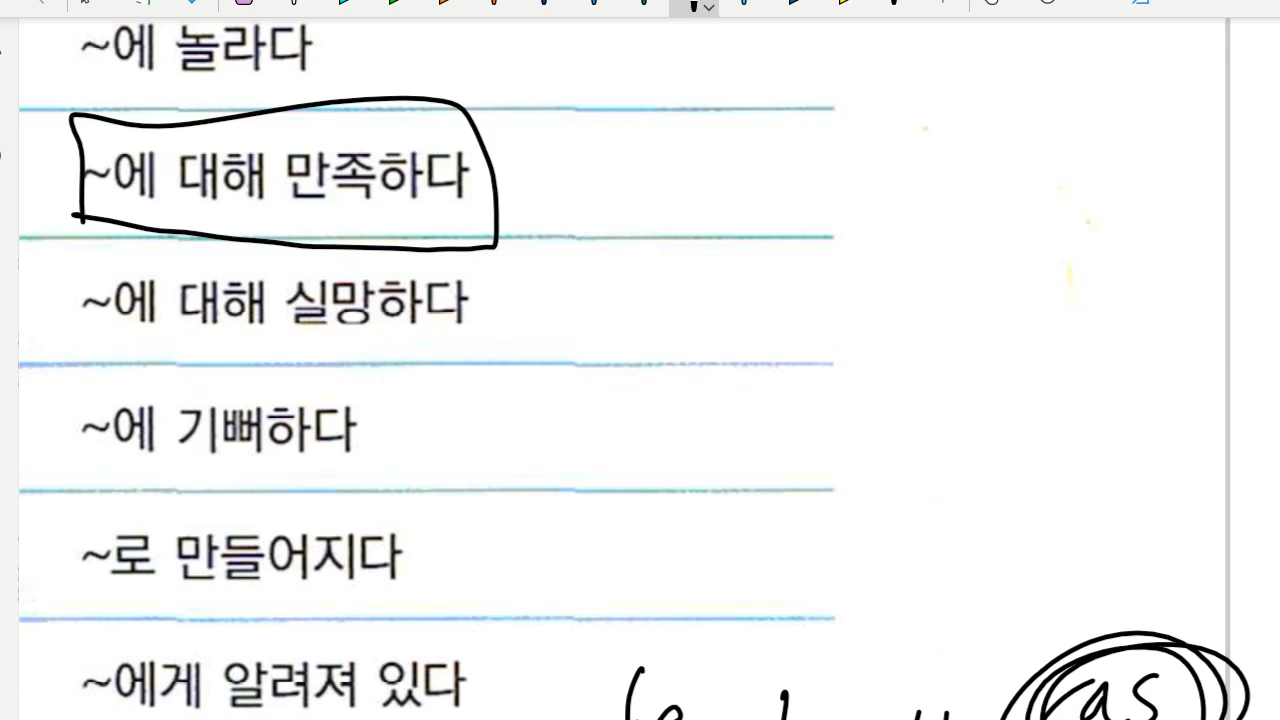 ~에 놀라다
~에 대해 만족하다
~에 대해 실망하다
~에 기뻐하다
~로 만들어지다
~에게 알려져 있다
as